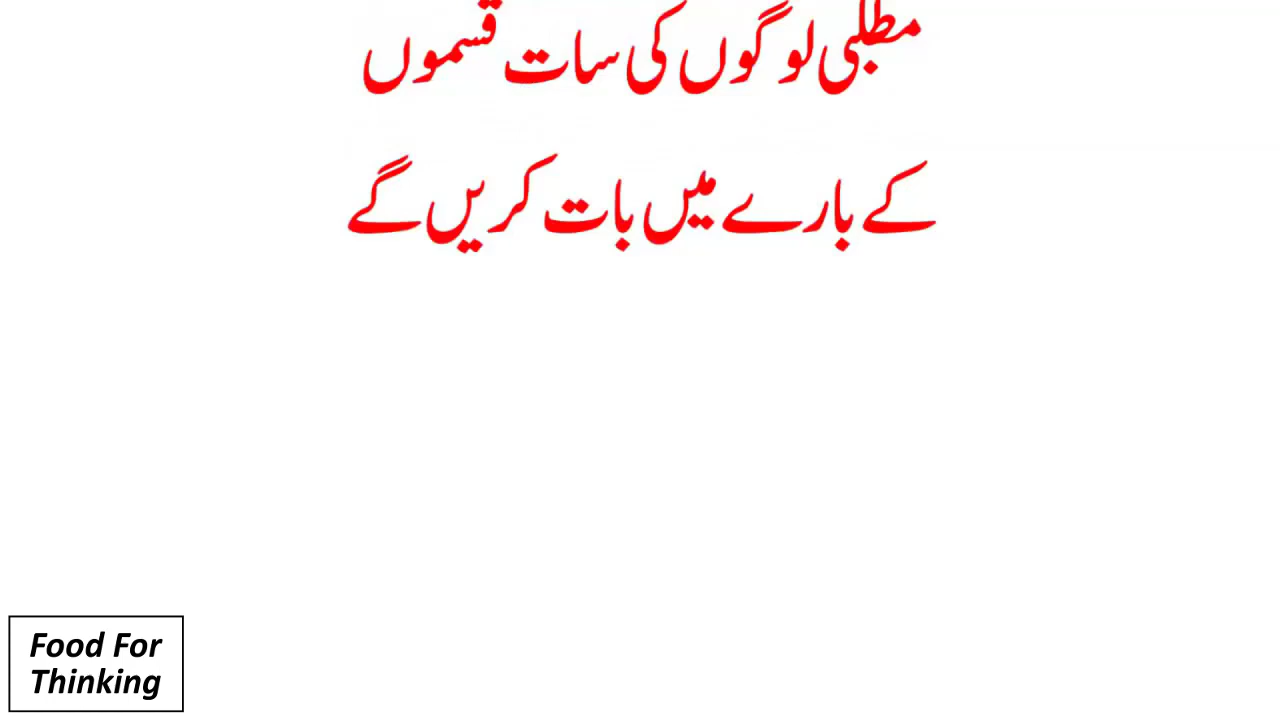 مطلبی لوگوں کی سات قسموں
کے بارے میں بات کریں گے
Food For
Thinking